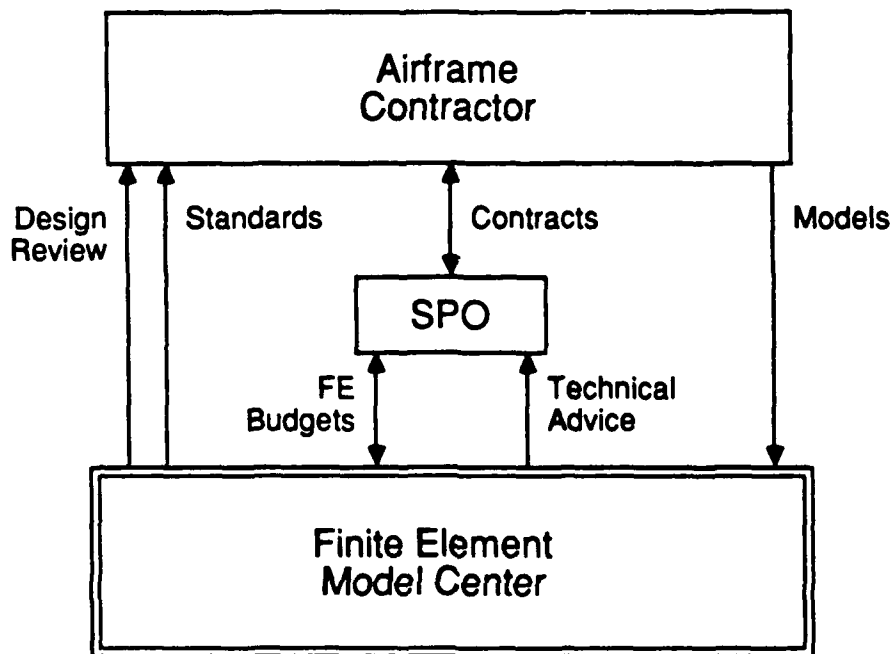 Airframe
Contractor
Design
Review
Standards
Contracts
Models
SPO
FE
Budgets
Technical
Advice
Finite Element
Model Center